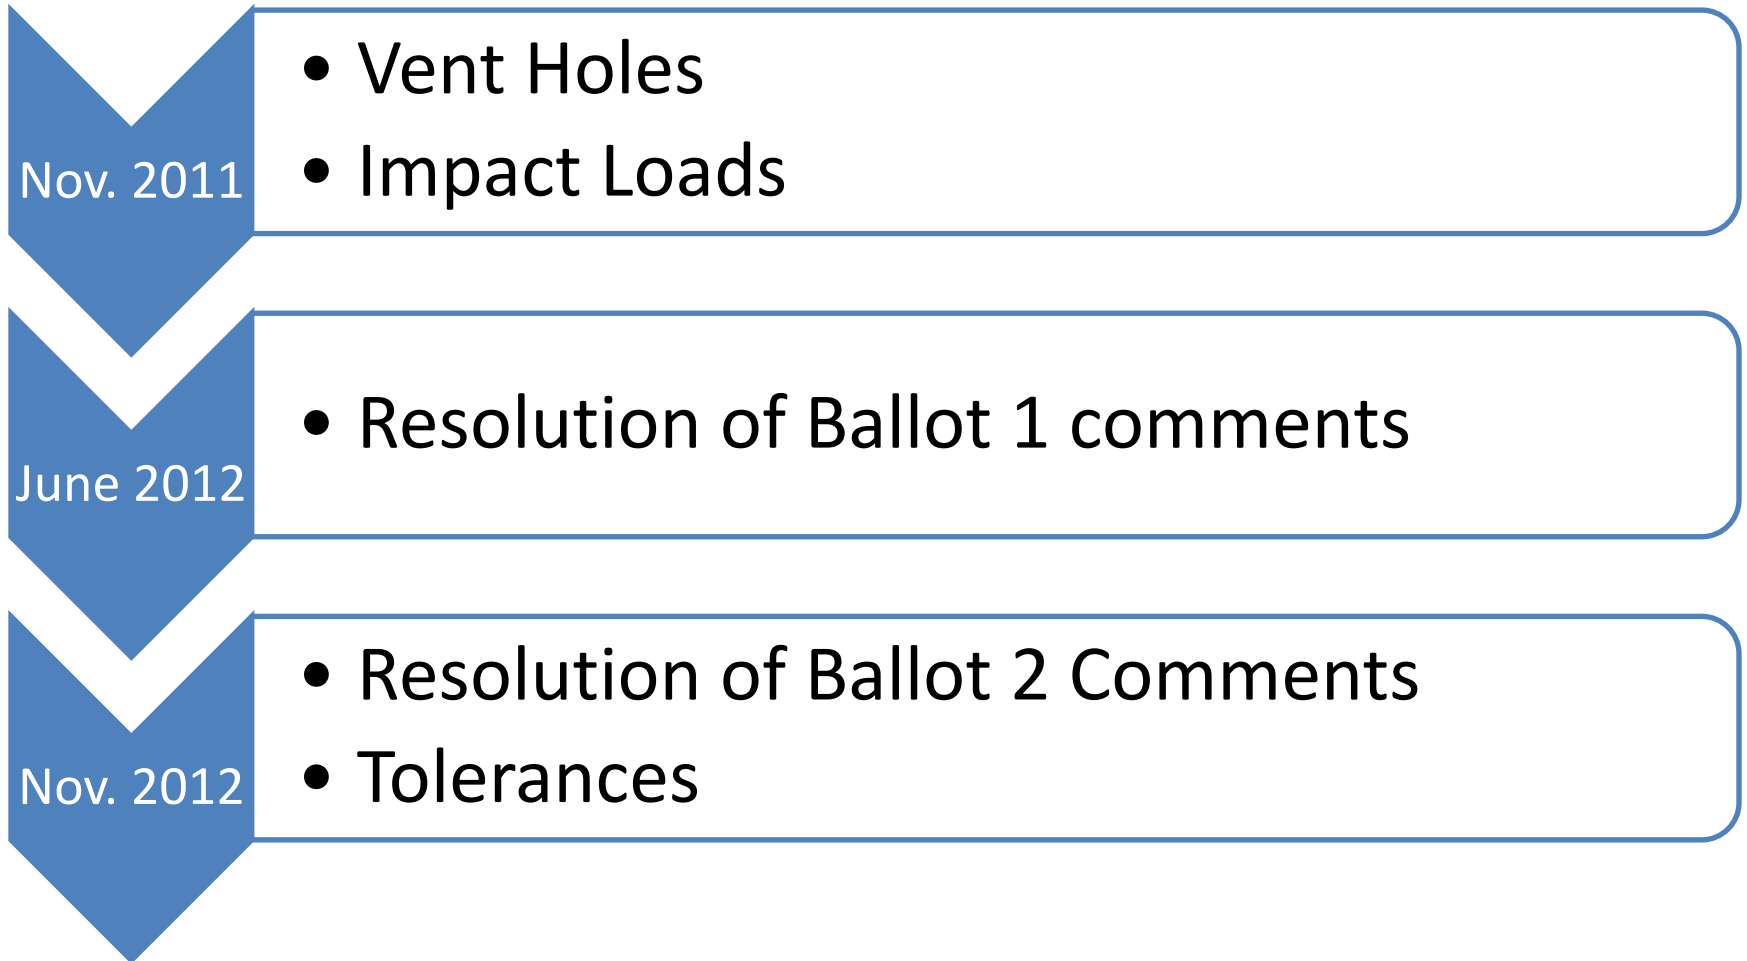 Nov. 2011
• Vent Holes
• Impact Loads
June 2012
• Resolution of Ballot 1 comments
Nov. 2012
• Resolution of Ballot 2 Comments
• Tolerances